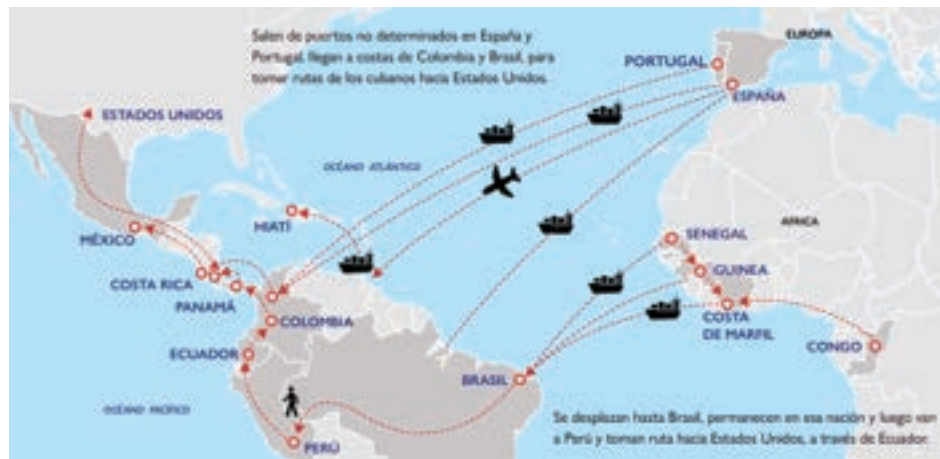 Salen de puertos no determinados en España y
Portugal, llegan a costas de Colombia y Brasil, para
tomar rutas de los cubanos hacia Estados Unidos.
EUROPA
PORTUGAL
ESPAÑA
ESTADOS UNIDOS
OCÉANO ATLÁNTICO
HIATÍ
AFRICA
MÉXICO
SENEGAL
COSTA RICA
GUINEA
PANAMÁ
COLOMBIA
COSTA
DE MARFIL
ECUADOR
CONGO
BRASIL
OCÉANO PACÍFICO
PERÚ
Se desplazan hasta Brasil, permanecen en esa nación y luego van
a Perú y toman ruta hacia Estados Unidos, a través de Ecuador.